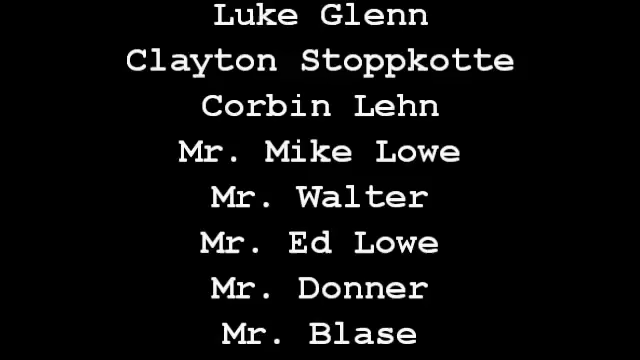 Luke Glenn
Clayton Stoppkotte
Corbin Lehn
Mr. Mike Lowe
Mr. Walter
Mr. Ed Lowe
Mr. Donner
Mr. Blase